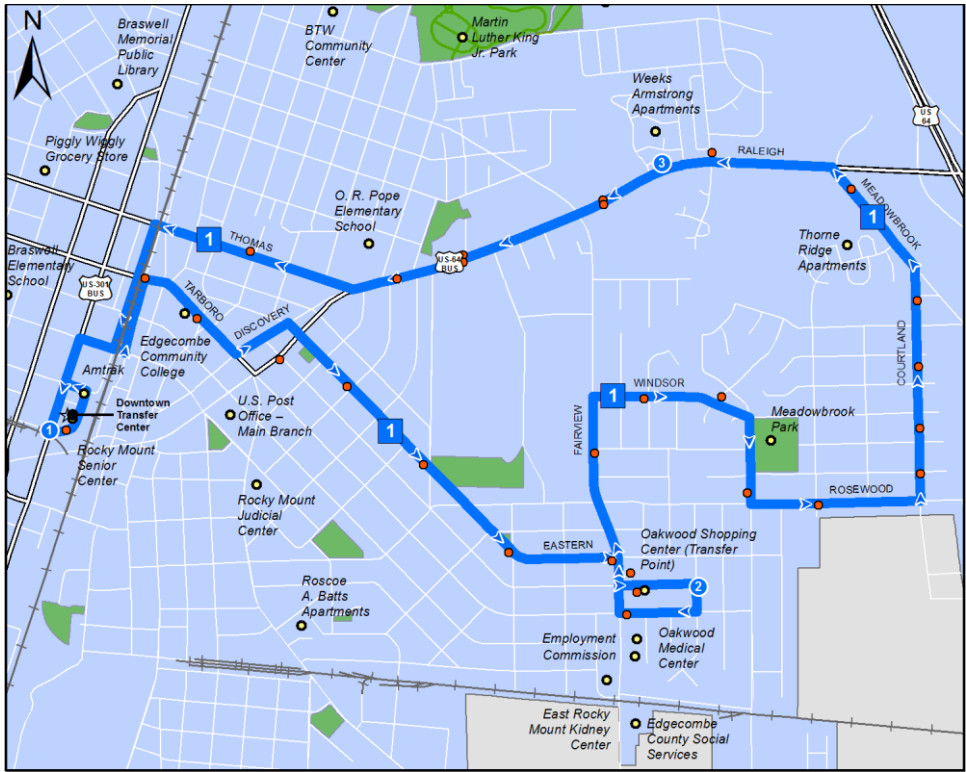 N
Braswell
Memorial
Public
Library
BTW
Community
Center
Martin
Luther King
Jr. Park
Weeks
Armstrong
Apartments
US
64
Piggly Wiggly
Grocery Store
3
RALEIGH
MEADOWBROOK
O. R. Pope
Elementary
School
1
THOMAS
1
Thorne
Ridge
Apartments
Braswell
Elementary
School
US-64
BUS
US-301
BUS
TARBORO
DISCOVERY
Edgecombe
Community
College
COURTLAND
Amtrak
Downtown
Transfer
Center
1
U.S. Post
Office –
Main Branch
1
FAIRVIEW
1
WINDSOR
Meadowbrook
Park
Rocky Mount
Senior
Center
Rocky Mount
Judicial
Center
ROSEWOOD
EASTERN
Oakwood Shopping
Center (Transfer
Point)
2
Roscoe
A. Batts
Apartments
Employment
Commission
Oakwood
Medical
Center
East Rocky
Mount Kidney
Center
Edgecombe
County Social
Services